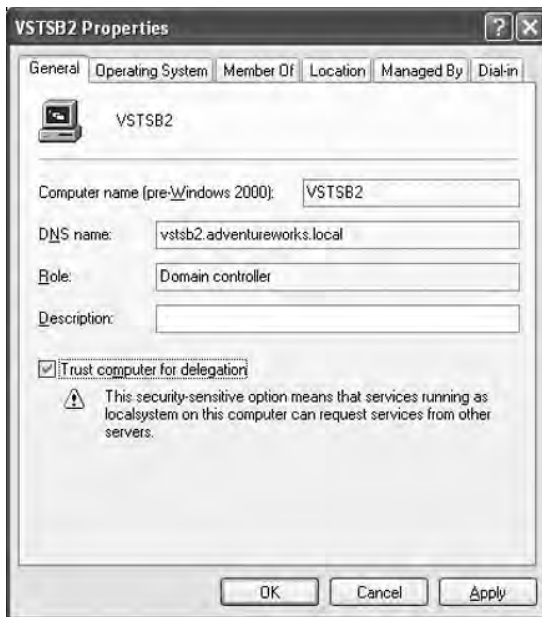 VSTSB2 Properties
General Operating System Member Of Location Managed By Dial-in
VSTSB2
Computer name (pre-Windows 2000): VSTSB2
DNS name: vstsb2.adventureworks.local
Role: Domain controller
Description:
Trust computer for delegation
This security-sensitive option means that services running as
localsystem on this computer can request services from other
servers.
OK Cancel Apply